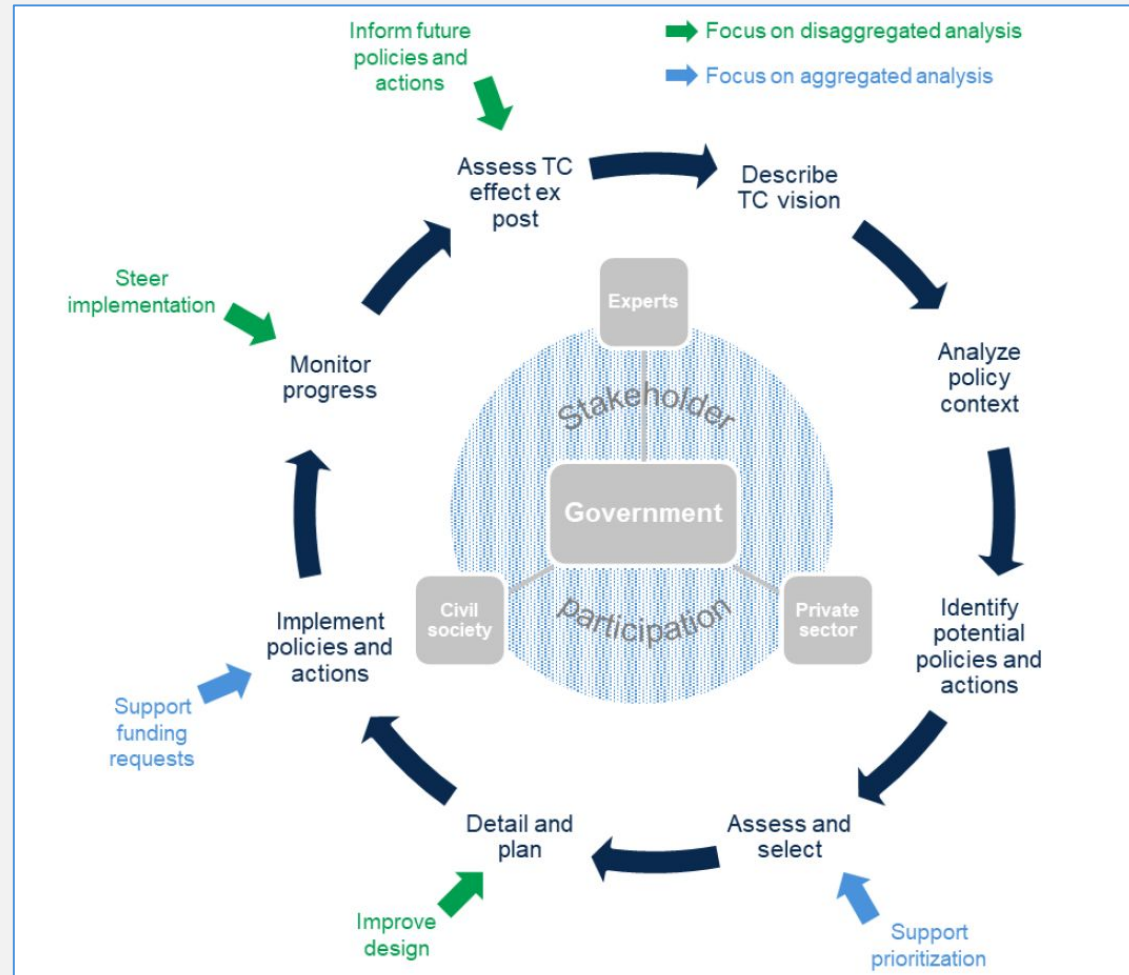 Inform future
policies and
actions
Focus on disaggregated analysis
Focus on aggregated analysis
Assess TC
effect ex
post
Describe
TC vision
Steer
implementation
Experts
Monitor
progress
Analyze
policy
context
Stakeholder
Government
participation
Civil
society
Private
sector
Implement
policies and
actions
Identify
potential
policies and
actions
Support
funding
requests
Detail and
plan
Assess and
select
Improve
design
Support
prioritization